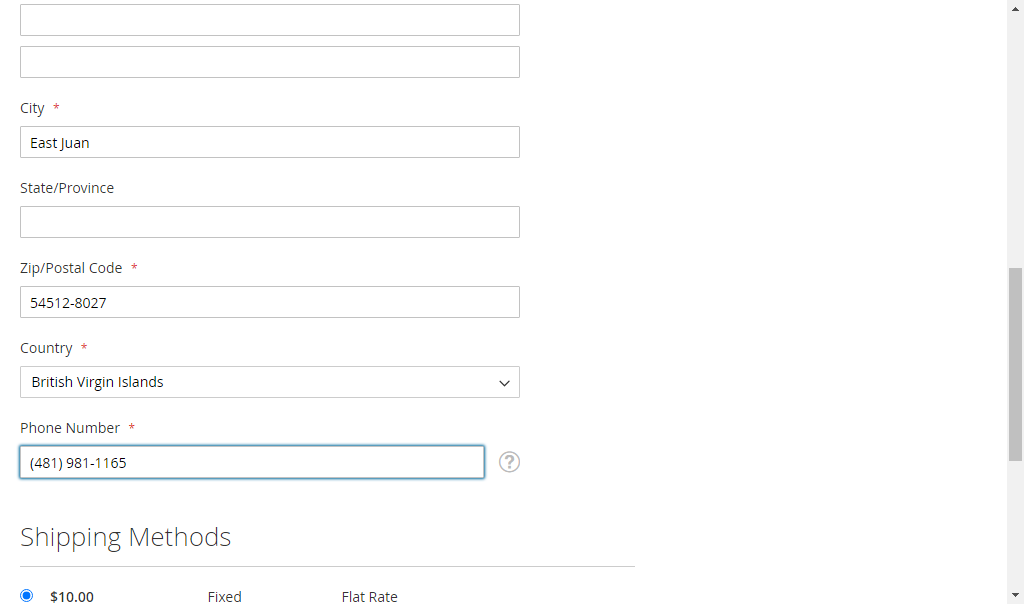 City *
East Juan
State/Province
Zip/Postal Code *
54512-8027
Country *
British Virgin Islands
Phone Number *
(481) 981-1165
?
Shipping Methods
$10.00 Fixed Flat Rate